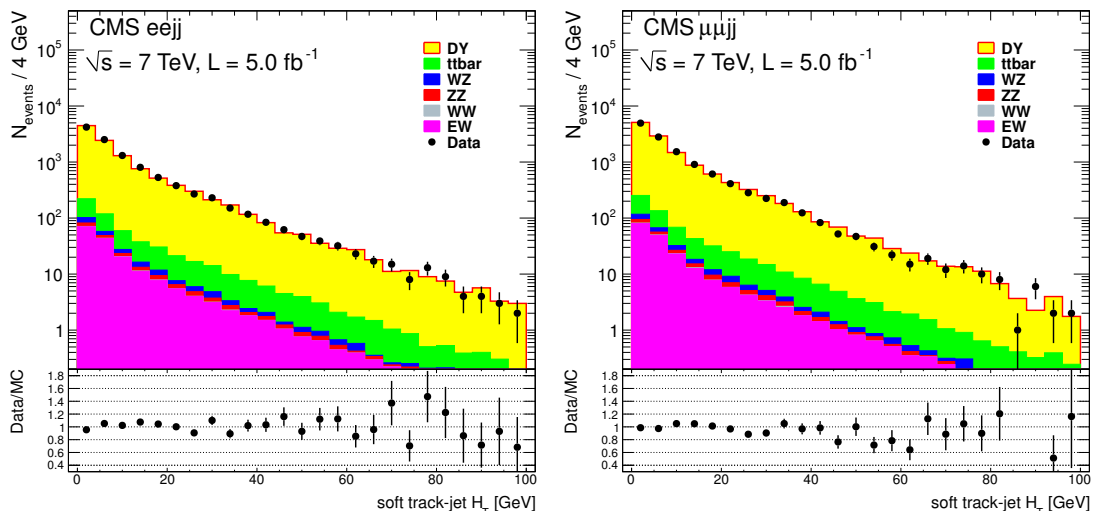 CMS eejj
√s = 7 TeV, L = 5.0 fb⁻¹
N_events / 4 GeV
10⁵
10⁴
10³
10²
10
1
DY
ttbar
WZ
ZZ
WW
EW
Data
Data/MC
1.8
1.6
1.4
1.2
1.0
0.8
0.6
0.4
0 20 40 60 80 100
soft track-jet H_T [GeV]
CMS μμjj
√s = 7 TeV, L = 5.0 fb⁻¹
N_events / 4 GeV
10⁵
10⁴
10³
10²
10
1
DY
ttbar
WZ
ZZ
WW
EW
Data
Data/MC
1.8
1.6
1.4
1.2
1.0
0.8
0.6
0.4
0 20 40 60 80 100
soft track-jet H_T [GeV]